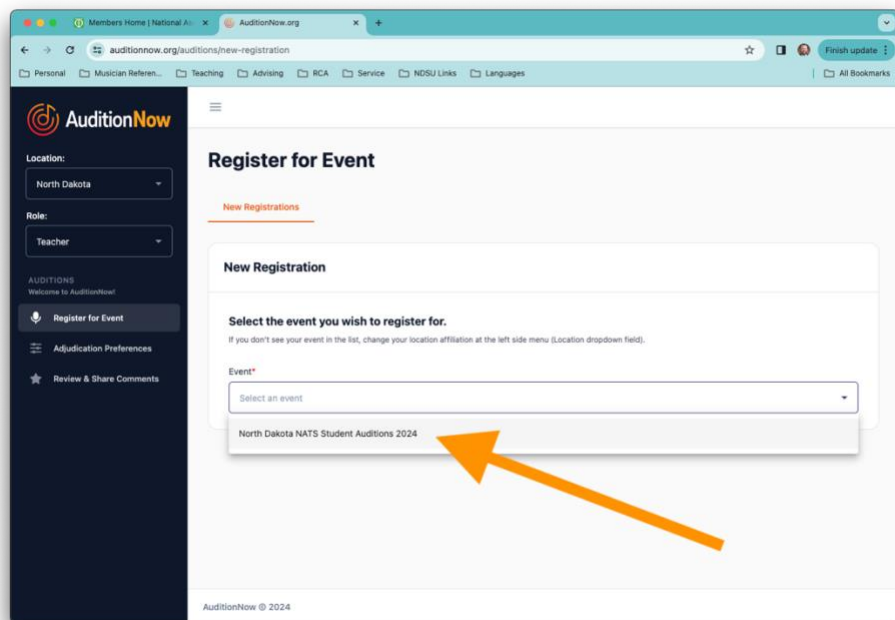 Members Home | National As
AuditionNow.org
auditionnow.org/auditions/new-registration
Finish update
Personal
Musician Referen...
Teaching
Advising
RCA
Service
NDSU Links
Languages
All Bookmarks
AuditionNow
Location:
North Dakota
Role:
Teacher
AUDITIONS
Welcome to AuditionNow!
Register for Event
Adjudication Preferences
Review & Share Comments
Register for Event
New Registrations
New Registration
Select the event you wish to register for.
If you don't see your event in the list, change your location affiliation at the left side menu (Location dropdown field).
Event*
Select an event
North Dakota NATS Student Auditions 2024
AuditionNow © 2024